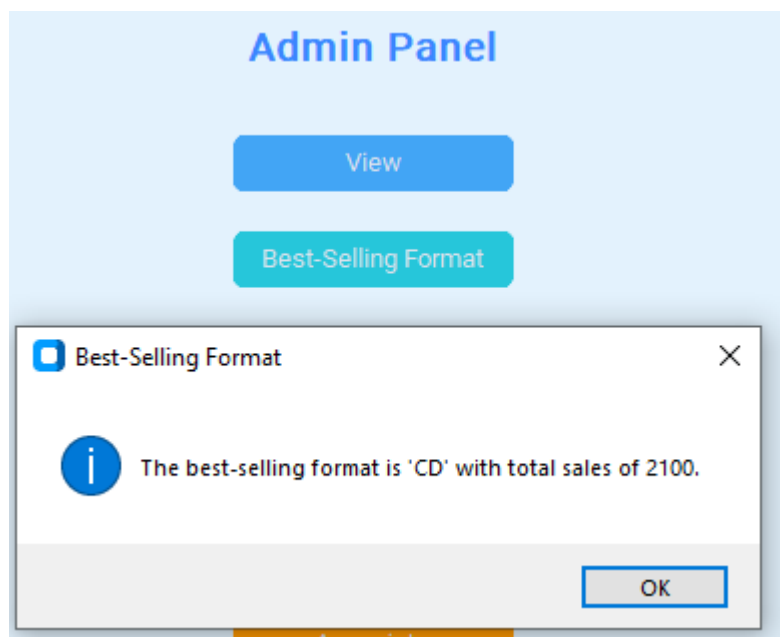 Admin Panel
View
Best-Selling Format
Best-Selling Format
The best-selling format is 'CD' with total sales of 2100.
OK